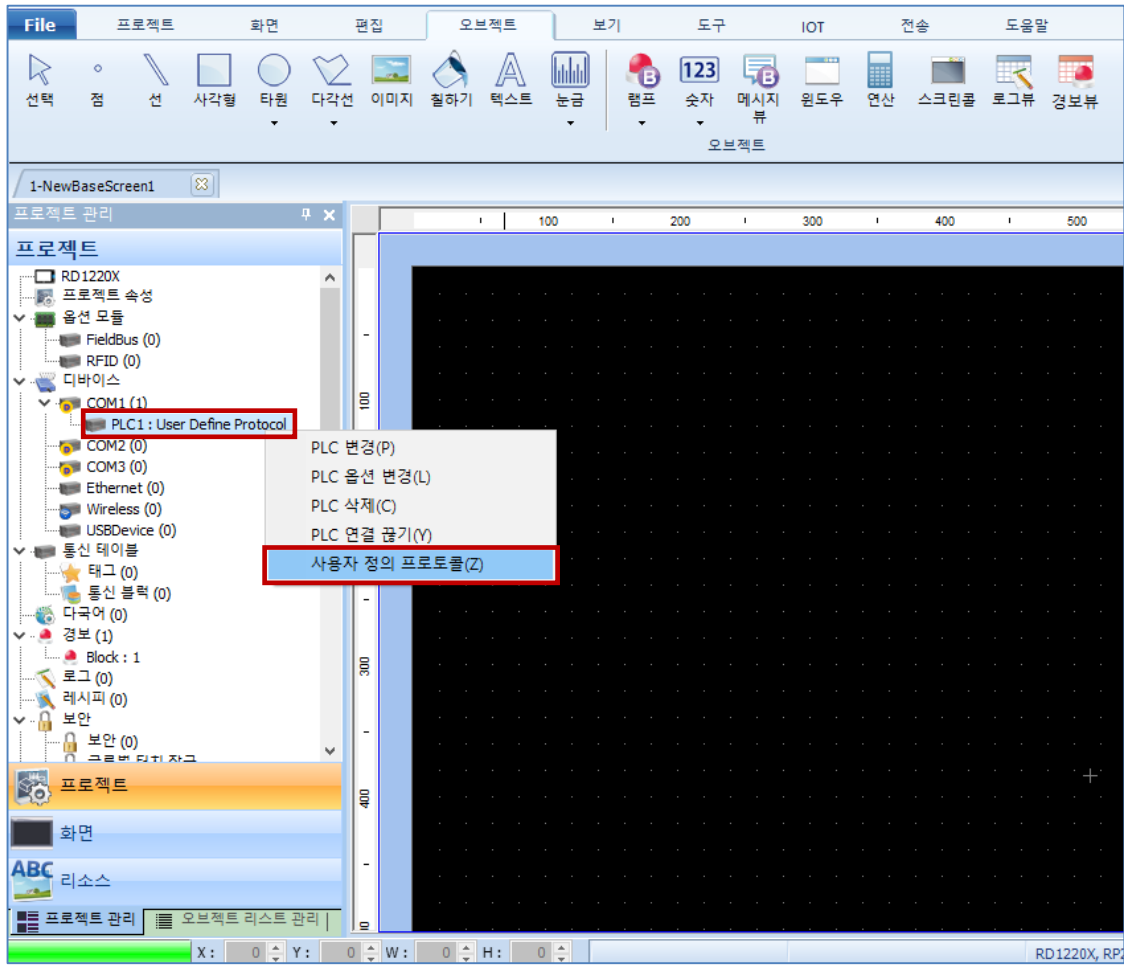 File 프로젝트 화면 편집 오브젝트 보기 도구 IOT 전송 도움말
선택 점 선 사각형 타원 다각선 이미지 칠하기 텍스트 눈금 램프 숫자 메시지 뷰 윈도우 연산 스크린콜 로그뷰 경보뷰
123
오브젝트
1-NewBaseScreen1
프로젝트 관리
100 200 300 400 500
프로젝트
RD1220X
프로젝트 속성
옵션 모듈
FieldBus (0)
RFID (0)
디바이스
COM1 (1)
100
PLC1 : User Define Protocol
COM2 (0)
COM3 (0)
Ethernet (0)
Wireless (0)
USBDevice (0)
PLC 변경(P)
PLC 옵션 변경(L)
PLC 삭제(C)
PLC 연결 끊기(Y)
사용자 정의 프로토콜(Z)
통신 테이블
태그 (0)
통신 블럭 (0)
다국어 (0)
경보 (1)
Block : 1
300
로그 (0)
레시피 (0)
보안
보안 (0)
프로젝트
400
화면
ABC
리소스
프로젝트 관리 오브젝트 리스트 관리
X : 0 Y : 0 W : 0 H : 0
RD1220X,